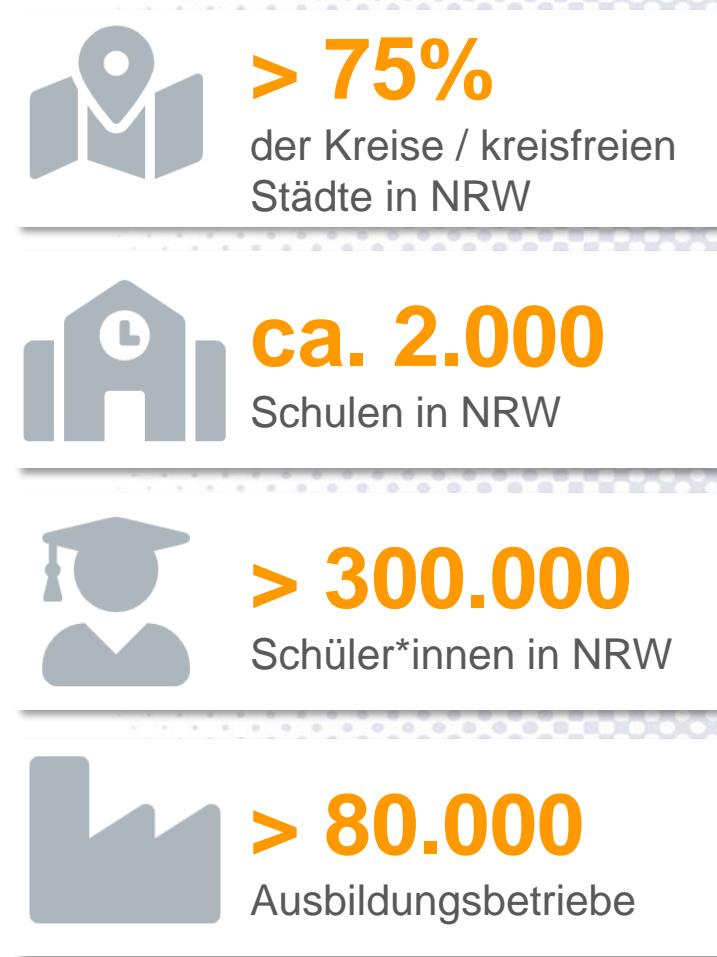 > 75%
der Kreise / kreisfreien
Städte in NRW
ca. 2.000
Schulen in NRW
> 300.000
Schüler*innen in NRW
> 80.000
Ausbildungsbetriebe